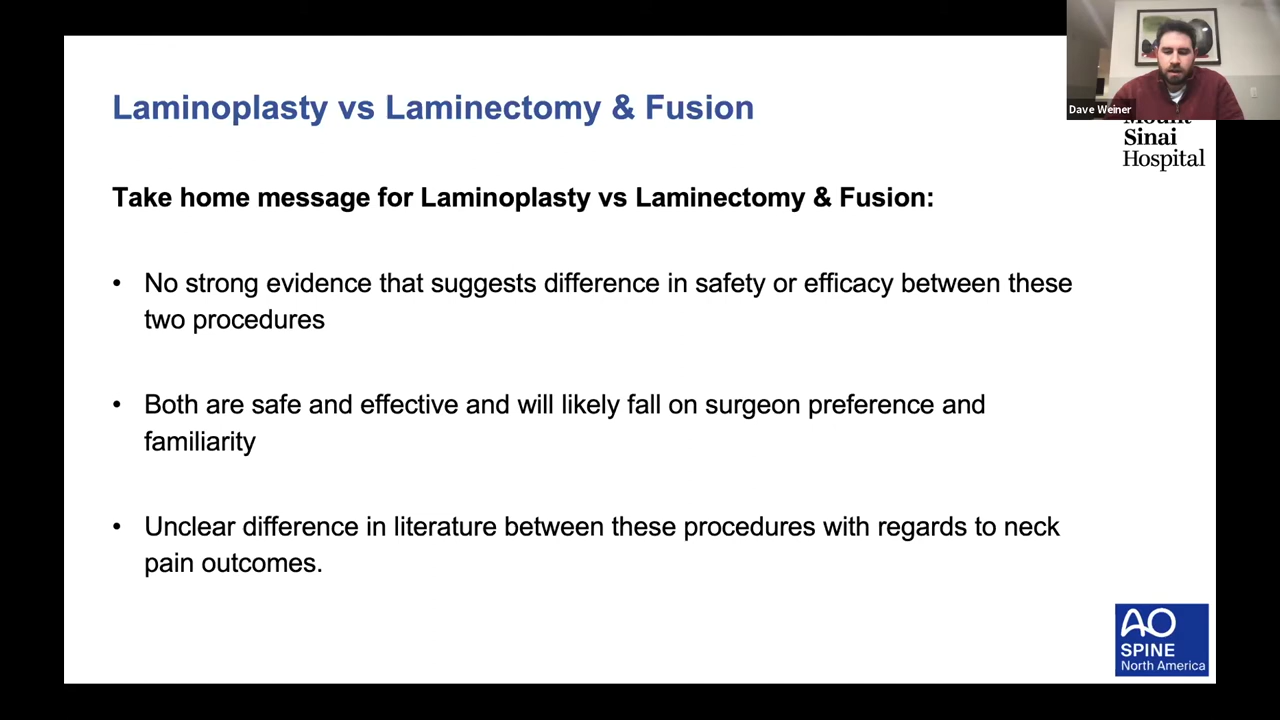 Laminoplasty vs Laminectomy & Fusion
Dave Weiner
Mount
Sinai
Hospital
Take home message for Laminoplasty vs Laminectomy & Fusion:
• No strong evidence that suggests difference in safety or efficacy between these
two procedures
• Both are safe and effective and will likely fall on surgeon preference and
familiarity
• Unclear difference in literature between these procedures with regards to neck
pain outcomes.
AO
SPINE
North America